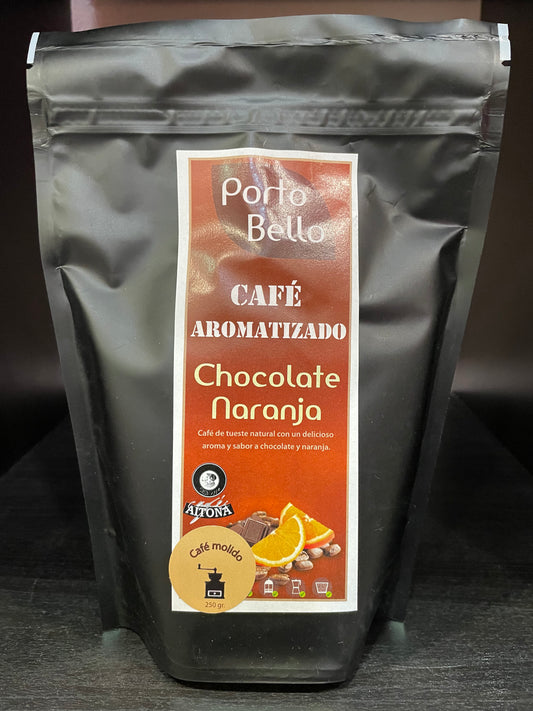 Porto
Bello
CAFÉ
AROMATIZADO
Chocolate
Naranja
Café de tueste natural con un delicioso
aroma y sabor a chocolate y naranja.
AITONA
Café molido
250 gr.